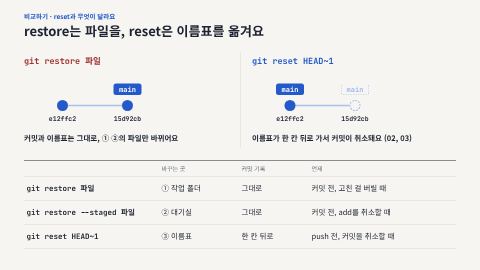 비교하기 · reset과 무엇이 달라요
restore는 파일을, reset은 이름표를 옮겨요
git restore 파일
main
e12ffc2 15d92cb
커밋과 이름표는 그대로, ① ②의 파일만 바뀌어요
git reset HEAD~1
main main
e12ffc2 15d92cb
이름표가 한 칸 뒤로 가서 커밋이 취소돼요 (02, 03)
바꾸는 곳 커밋 기록 언제
git restore 파일 ① 작업 폴더 그대로 커밋 전, 고친 걸 버릴 때
git restore --staged 파일 ② 대기실 그대로 커밋 전, add를 취소할 때
git reset HEAD~1 ③ 이름표 한 칸 뒤로 push 전, 커밋을 취소할 때